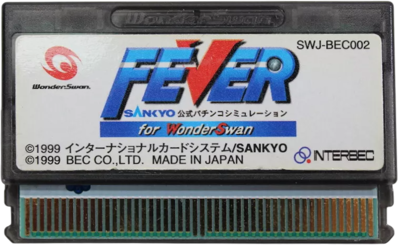 SWJ-BEC002
WonderSwan
FEVER
SANKYO 公式パチンコシミュレーション
for WonderSwan
©1999 インターナショナルカードシステム/SANKYO
©1999 BEC CO.,LTD. MADE IN JAPAN
INTERBEC